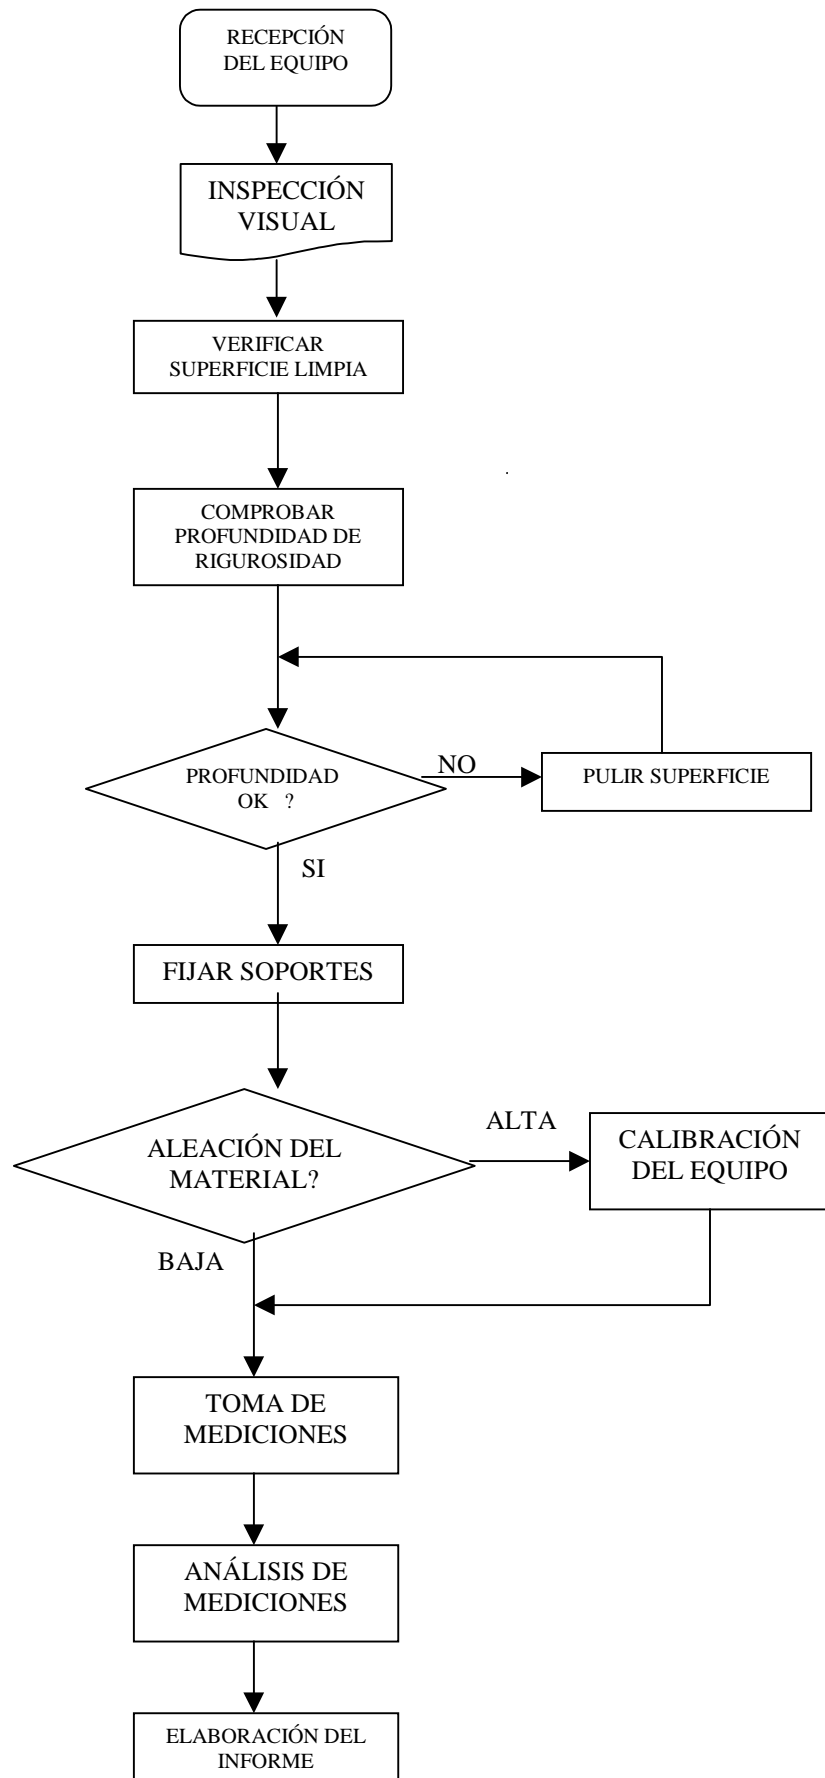 RECEPCIÓN
DEL EQUIPO
INSPECCIÓN
VISUAL
VERIFICAR
SUPERFICIE LIMPIA
COMPROBAR
PROFUNDIDAD DE
RIGUROSIDAD
PROFUNDIDAD
OK ?
NO
PULIR SUPERFICIE
SI
FIJAR SOPORTES
ALEACIÓN DEL
MATERIAL?
ALTA
CALIBRACIÓN
DEL EQUIPO
BAJA
TOMA DE
MEDICIONES
ANÁLISIS DE
MEDICIONES
ELABORACIÓN DEL
INFORME